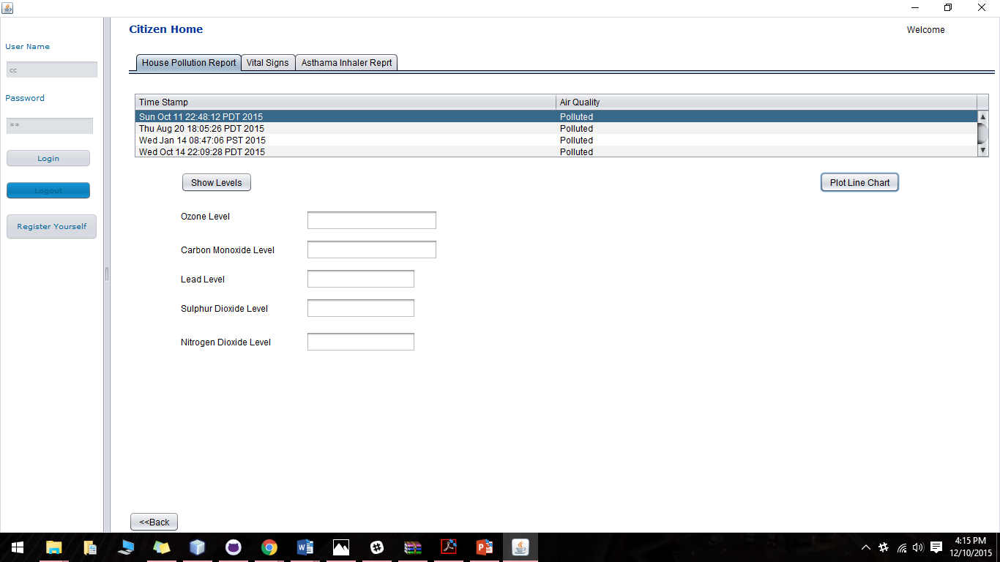 Citizen Home
Welcome
User Name
cc
Password
**
Login
Logout
Register Yourself
House Pollution Report Vital Signs Asthama Inhaler Reprt
Time Stamp Air Quality
Sun Oct 11 22:48:12 PDT 2015 Polluted
Thu Aug 20 18:05:26 PDT 2015 Polluted
Wed Jan 14 08:47:06 PST 2015 Polluted
Wed Oct 14 22:09:28 PDT 2015 Polluted
Show Levels Plot Line Chart
Ozone Level
Carbon Monoxide Level
Lead Level
Sulphur Dioxide Level
Nitrogen Dioxide Level
<<Back
4:15 PM
12/10/2015